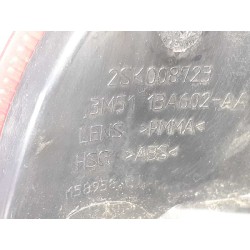 2SK008723
3M51 13A602-AA
LENS >PMMA<
HSG >ABS<